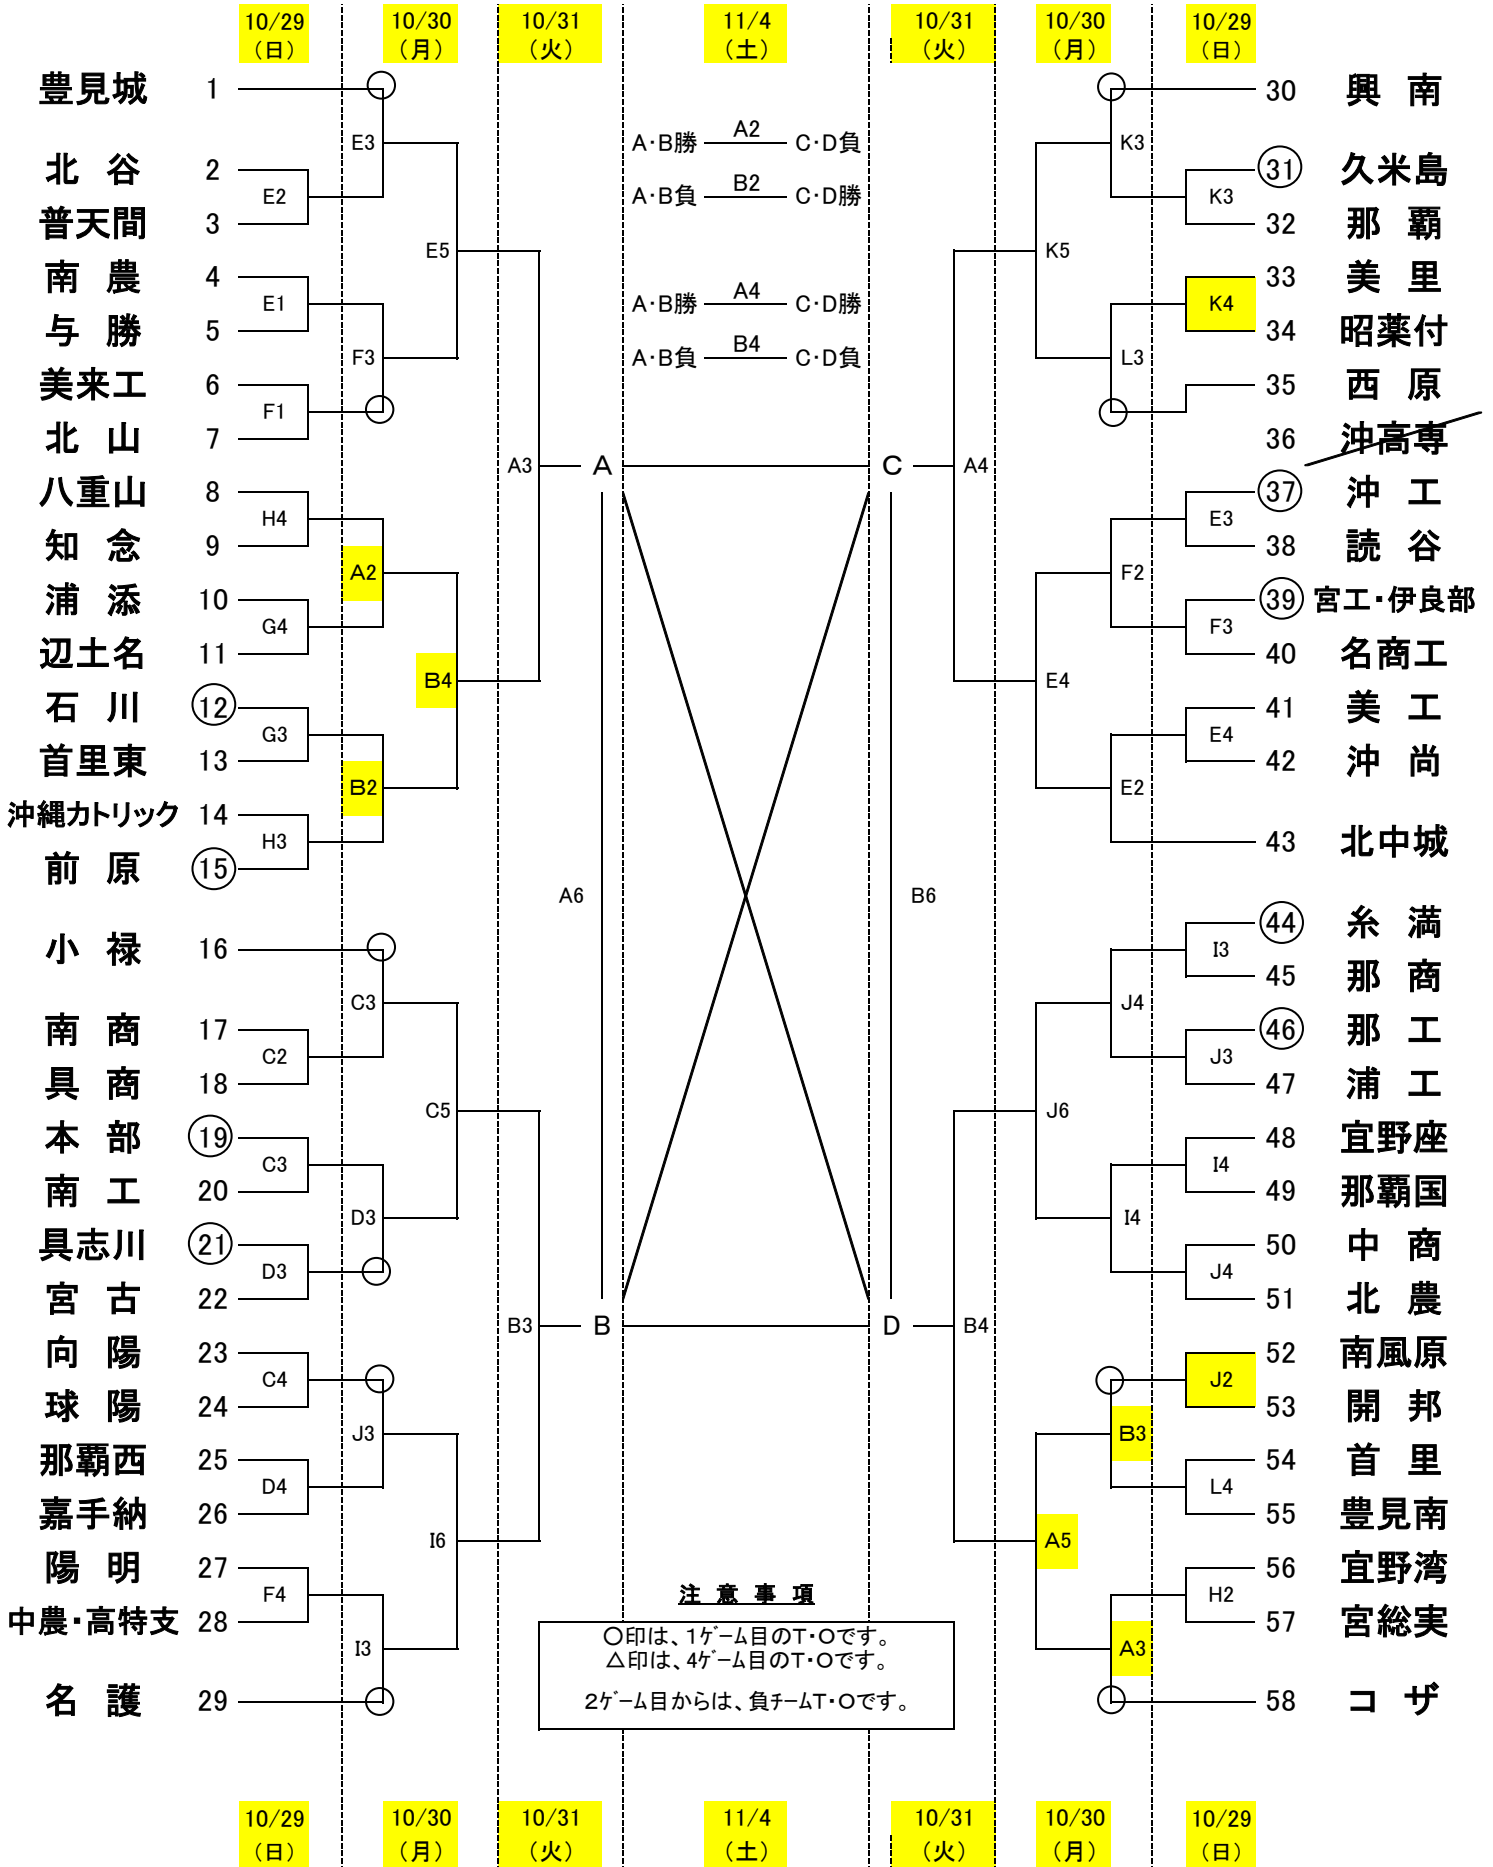 10/29 10/30 10/31 11/4 10/31 10/30 10/29
(日) (月) (火) (土) (火) (月) (日)
豊見城 1
北 谷 2
普天間 3
南 農 4
与 勝 5
美来工 6
北 山 7
八重山 8
知 念 9
浦 添 10
辺土名 11
石 川 12
首里東 13
沖縄カトリック 14
前 原 15
小 禄 16
南 商 17
具 商 18
本 部 19
南 工 20
具志川 21
宮 古 22
向 陽 23
球 陽 24
那覇西 25
嘉手納 26
陽 明 27
中農・高特支 28
名 護 29
E2
E1
F1
H4
G4
G3
H3
C2
C3
D3
C4
D4
F4
E3
F3
A2
B2
C3
D3
J3
I3
E5
B4
C5
I6
A3
B3
A
B
A6
A・B勝 A2 C・D負
A・B負 B2 C・D勝
A・B勝 A4 C・D勝
A・B負 B4 C・D負
C
D
B6
A4
B4
K5
E4
J6
A5
K3
L3
F2
E2
J4
I4
B3
A3
K3
K4
E3
F3
E4
I3
J3
I4
J4
J2
L4
H2
30 興 南
31 久米島
32 那 覇
33 美 里
34 昭薬付
35 西 原
36 沖高専
37 沖 工
38 読 谷
39 宮工・伊良部
40 名商工
41 美 工
42 沖 尚
43 北中城
44 糸 満
45 那 商
46 那 工
47 浦 工
48 宜野座
49 那覇国
50 中 商
51 北 農
52 南風原
53 開 邦
54 首 里
55 豊見南
56 宜野湾
57 宮総実
58 コ ザ
注 意 事 項
○印は、1ゲーム目のT・Oです。
△印は、4ゲーム目のT・Oです。
2ゲーム目からは、負チームT・Oです。
10/29 10/30 10/31 11/4 10/31 10/30 10/29
(日) (月) (火) (土) (火) (月) (日)